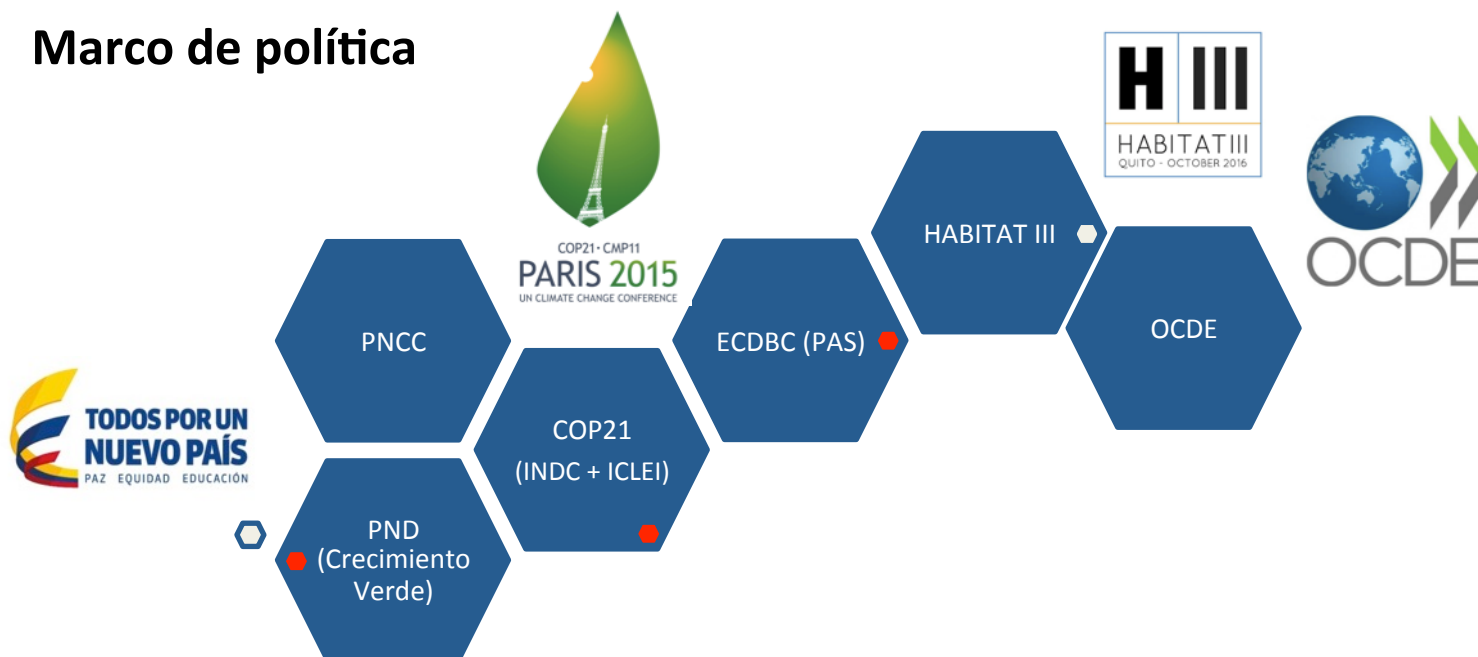 Marco de política
H III
HABITAT III
QUITO - OCTOBER 2016
OCDE
COP21 · CMP11
PARIS 2015
UN CLIMATE CHANGE CONFERENCE
HABITAT III
OCDE
PNCC
ECDBC (PAS)
COP21
(INDC + ICLEI)
TODOS POR UN
NUEVO PAÍS
PAZ EQUIDAD EDUCACIÓN
PND
(Crecimiento
Verde)